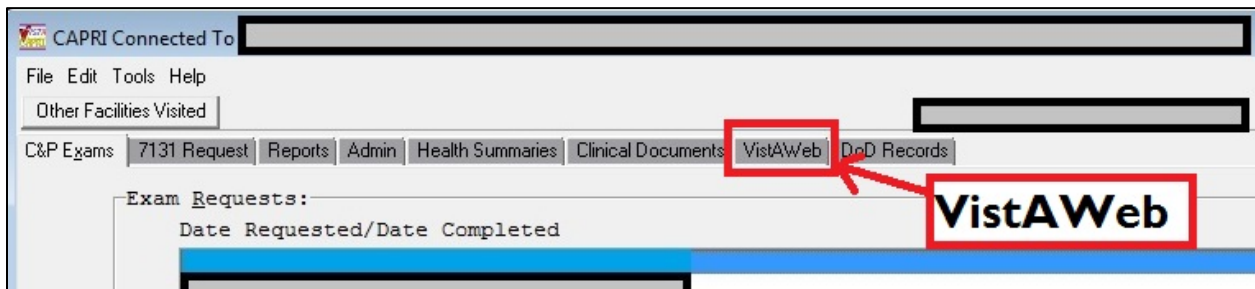 CAPRI Connected To
File Edit Tools Help
Other Facilities Visited
C&P Exams 7131 Request Reports Admin Health Summaries Clinical Documents VistAWeb DoD Records
Exam Requests:
VistAWeb
Date Requested/Date Completed